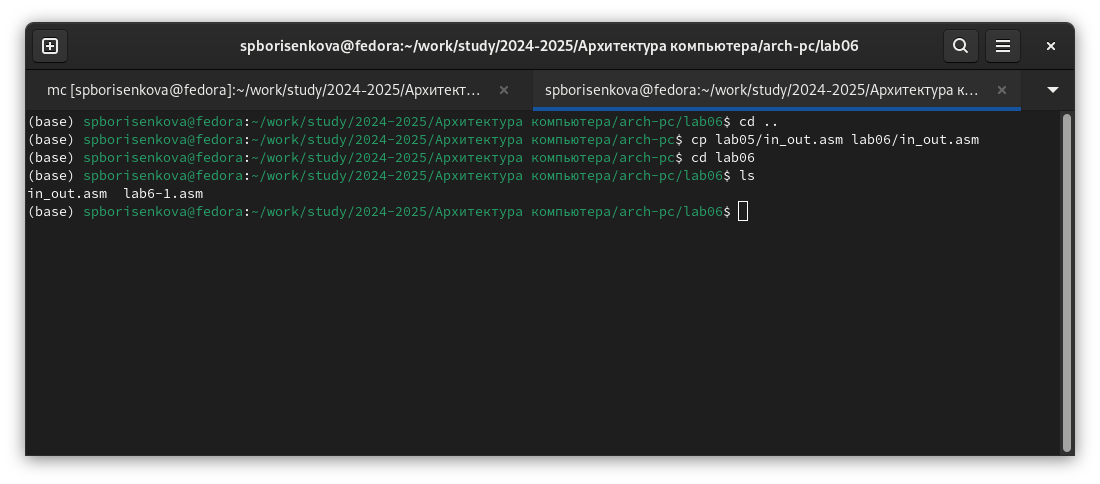 spborisenkova@fedora:~/work/study/2024-2025/Архитектура компьютера/arch-pc/lab06
mc [spborisenkova@fedora]:~/work/study/2024-2025/Архитект…
spborisenkova@fedora:~/work/study/2024-2025/Архитектура к…
(base) spborisenkova@fedora:~/work/study/2024-2025/Архитектура компьютера/arch-pc/lab06$ cd ..
(base) spborisenkova@fedora:~/work/study/2024-2025/Архитектура компьютера/arch-pc$ cp lab05/in_out.asm lab06/in_out.asm
(base) spborisenkova@fedora:~/work/study/2024-2025/Архитектура компьютера/arch-pc$ cd lab06
(base) spborisenkova@fedora:~/work/study/2024-2025/Архитектура компьютера/arch-pc/lab06$ ls
in_out.asm  lab6-1.asm
(base) spborisenkova@fedora:~/work/study/2024-2025/Архитектура компьютера/arch-pc/lab06$